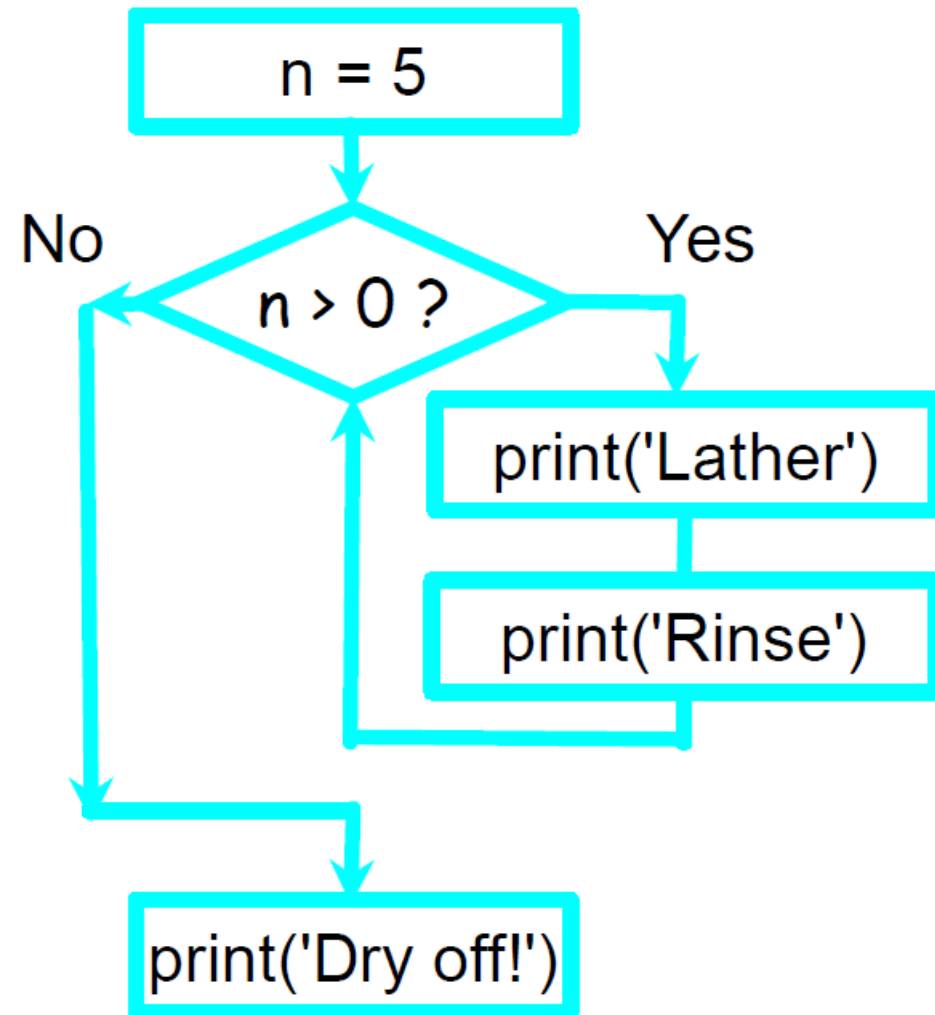 n = 5
No
Yes
n > 0 ?
print('Lather')
print('Rinse')
print('Dry off!')